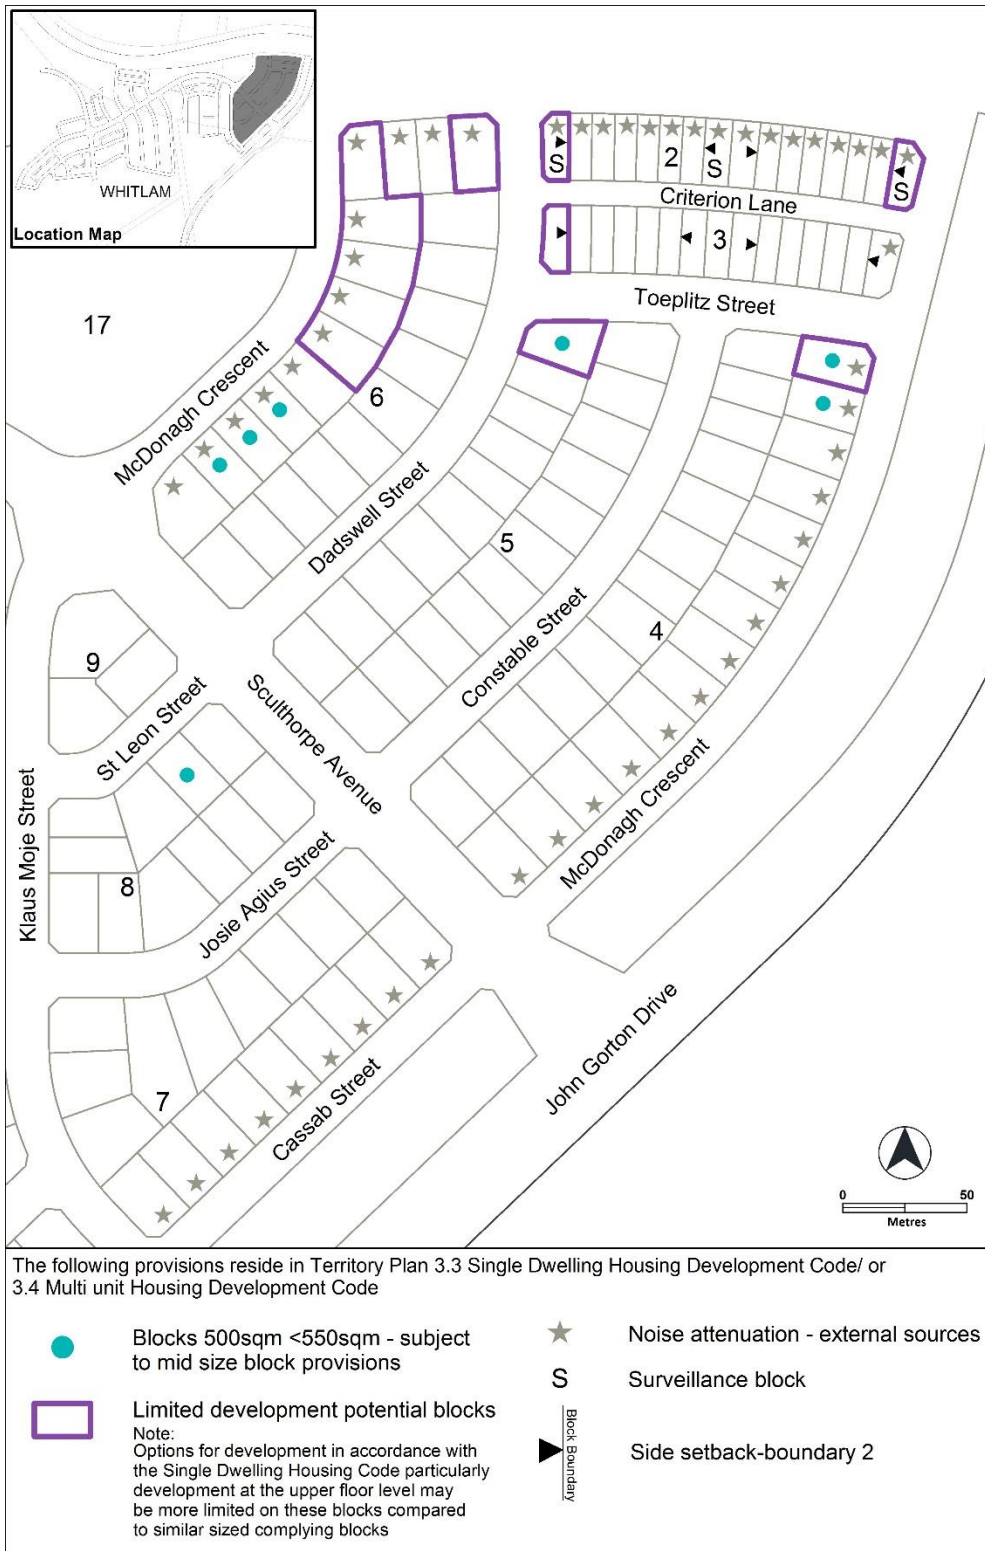 WHITLAM
Location Map
17
2
S
S
S
Criterion Lane
3
Toeplitz Street
McDonagh Crescent
6
Dadswell Street
5
Constable Street
4
9
St Leon Street
Sculthorpe Avenue
Klaus Moje Street
8
Josie Agius Street
McDonagh Crescent
7
Cassab Street
John Gorton Drive
0 50
Metres
The following provisions reside in Territory Plan 3.3 Single Dwelling Housing Development Code/ or
3.4 Multi unit Housing Development Code
Blocks 500sqm <550sqm - subject
to mid size block provisions
Limited development potential blocks
Note:
Options for development in accordance with
the Single Dwelling Housing Code particularly
development at the upper floor level may
be more limited on these blocks compared
to similar sized complying blocks
Noise attenuation - external sources
S Surveillance block
Block Boundary
Side setback-boundary 2